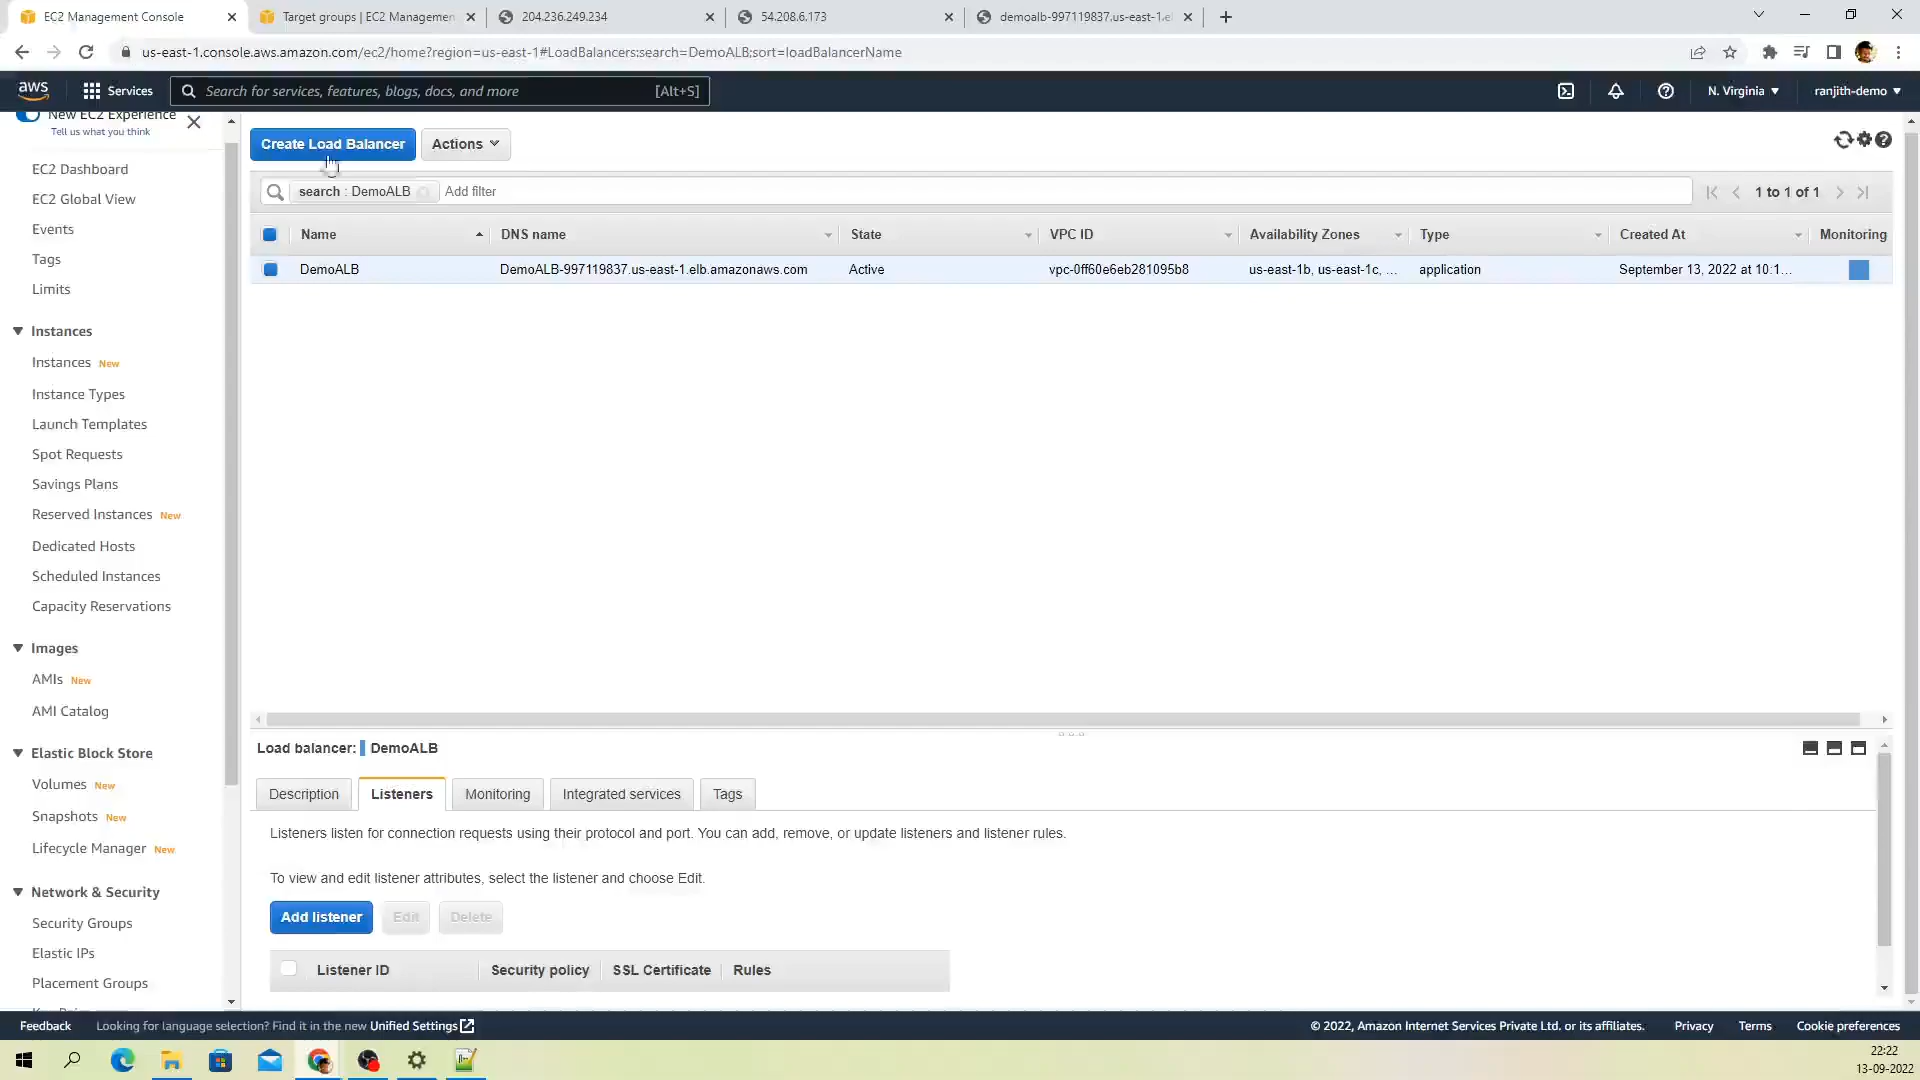 EC2 Management Console
Target groups | EC2 Managemen
204.236.249.234
54.208.6.173
demoalb-997119837.us-east-1.el
us-east-1.console.aws.amazon.com/ec2/home?region=us-east-1#LoadBalancers:search=DemoALB;sort=loadBalancerName
aws
Services
Search for services, features, blogs, docs, and more
[Alt+S]
N. Virginia
ranjith-demo
New EC2 Experience
Tell us what you think
EC2 Dashboard
EC2 Global View
Events
Tags
Limits
Instances
Instances New
Instance Types
Launch Templates
Spot Requests
Savings Plans
Reserved Instances New
Dedicated Hosts
Scheduled Instances
Capacity Reservations
Images
AMIs New
AMI Catalog
Elastic Block Store
Volumes New
Snapshots New
Lifecycle Manager New
Network & Security
Security Groups
Elastic IPs
Placement Groups
Create Load Balancer
Actions
search : DemoALB
Add filter
1 to 1 of 1
Name DNS name State VPC ID Availability Zones Type Created At Monitoring
DemoALB DemoALB-997119837.us-east-1.elb.amazonaws.com Active vpc-0ff60e6eb281095b8 us-east-1b, us-east-1c, ... application September 13, 2022 at 10:1...
Load balancer: DemoALB
Description Listeners Monitoring Integrated services Tags
Listeners listen for connection requests using their protocol and port. You can add, remove, or update listeners and listener rules.
To view and edit listener attributes, select the listener and choose Edit.
Add listener Edit Delete
Listener ID Security policy SSL Certificate Rules
Feedback
Looking for language selection? Find it in the new Unified Settings
© 2022, Amazon Internet Services Private Ltd. or its affiliates.
Privacy
Terms
Cookie preferences
22:22
13-09-2022